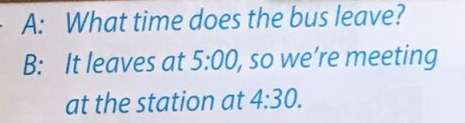 A: What time does the bus leave?
B: It leaves at 5:00, so we're meeting
at the station at 4:30.